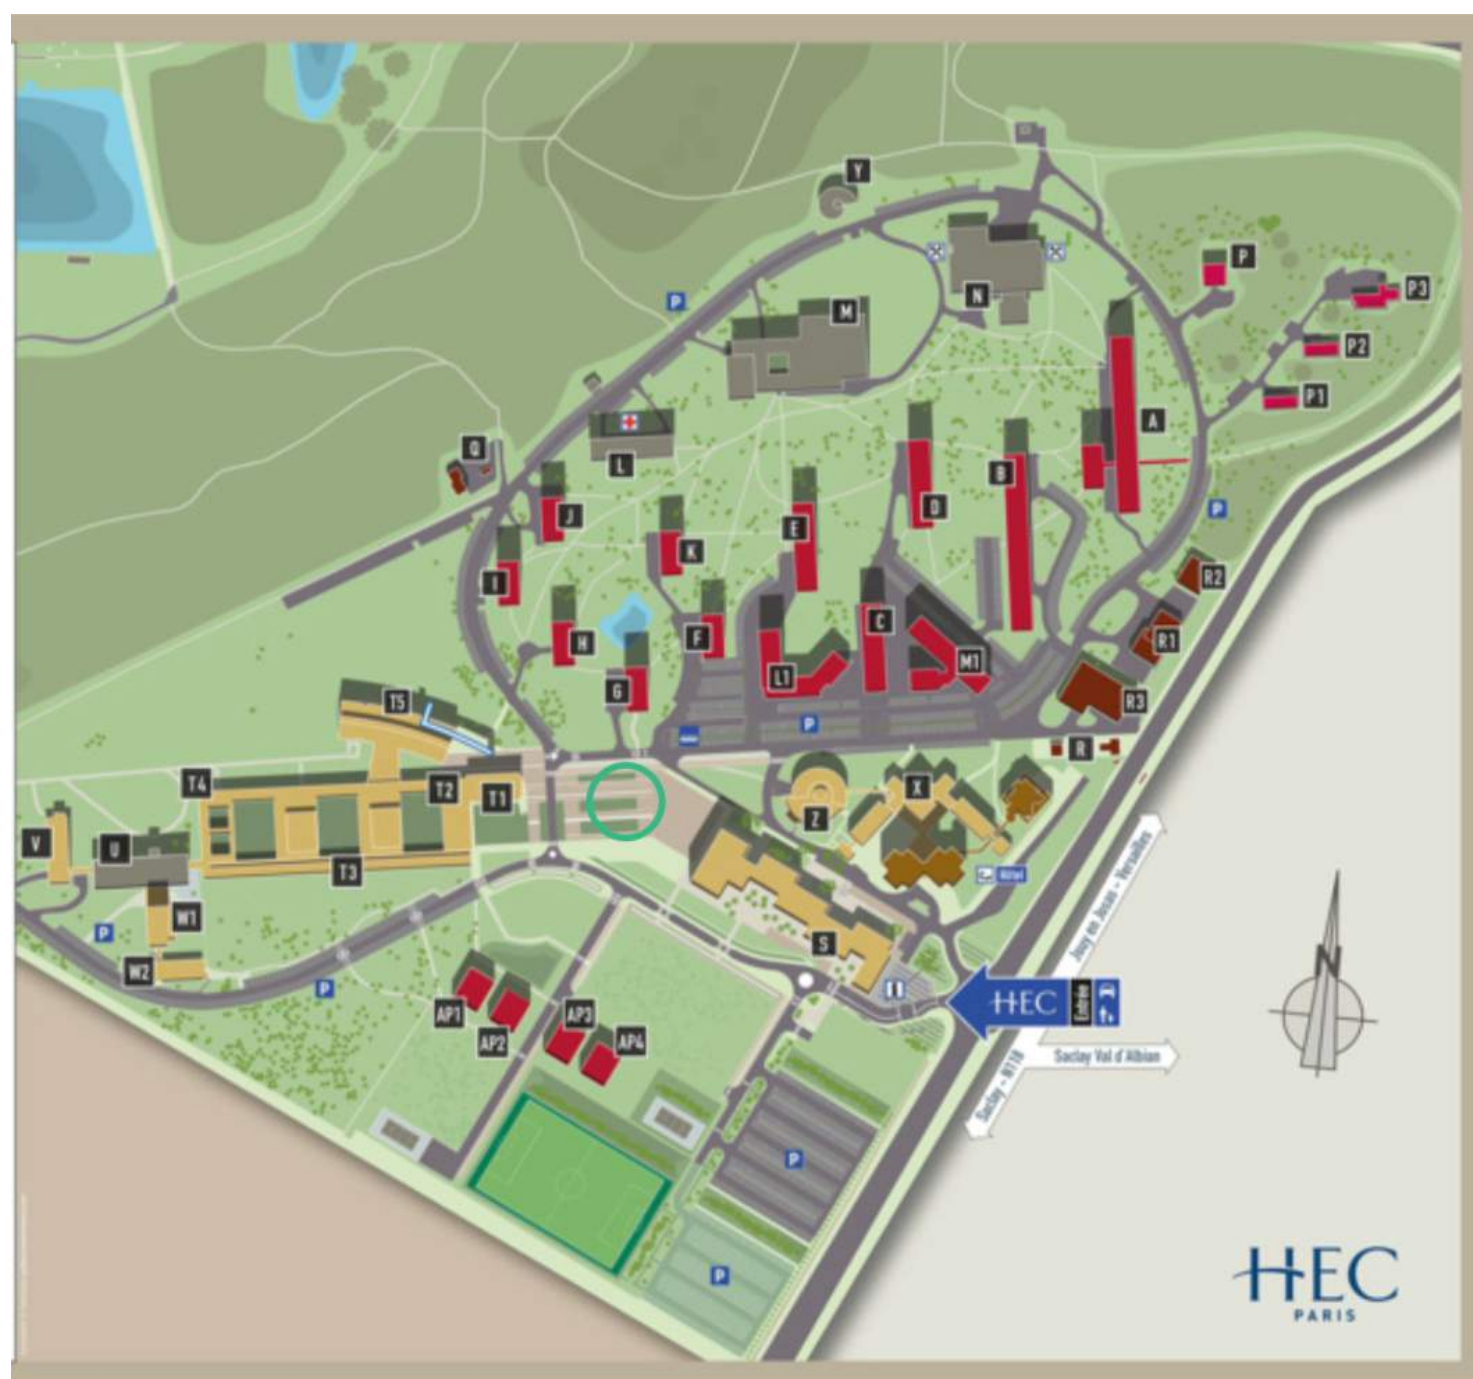 Y
P
P3
N
M
P
P2
P1
A
Q
L
B
D
P
J
E
K
I
R2
C
H
F
R1
M1
L1
G
T5
R3
P
R
T4
T2
T1
X
Z
V
U
T3
Hôtel
W1
P
S
Jouy en Josas - Versailles
W2
P
HEC
Entrée
N
AP1
AP3
AP2
AP4
Saclay Val d'Albian
Saclay - N118
P
P
HEC
PARIS